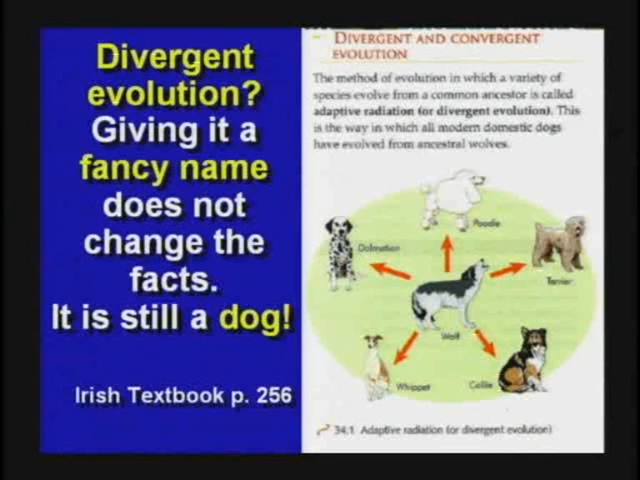 Divergent
evolution?
Giving it a
fancy name
does not
change the
facts.
It is still a dog!
Irish Textbook p. 256
DIVERGENT AND CONVERGENT
EVOLUTION
The method of evolution in which a variety of
species evolve from a common ancestor is called
adaptive radiation (or divergent evolution). This
is the way in which all modern domestic dogs
have evolved from ancestral wolves.
Poodle
Dalmation
Terrier
Wolf
Whippet
Collie
34.1 Adaptive radiation (or divergent evolution)